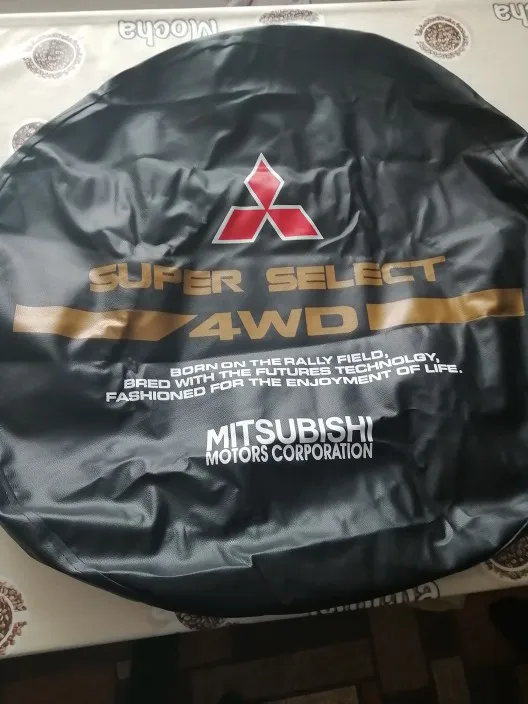 Mocha
SUPER SELECT
4WD
BORN ON THE RALLY FIELD,
BRED WITH THE FUTURES TECHNOLGY,
FASHIONED FOR THE ENJOYMENT OF LIFE.
MITSUBISHI
MOTORS CORPORATION